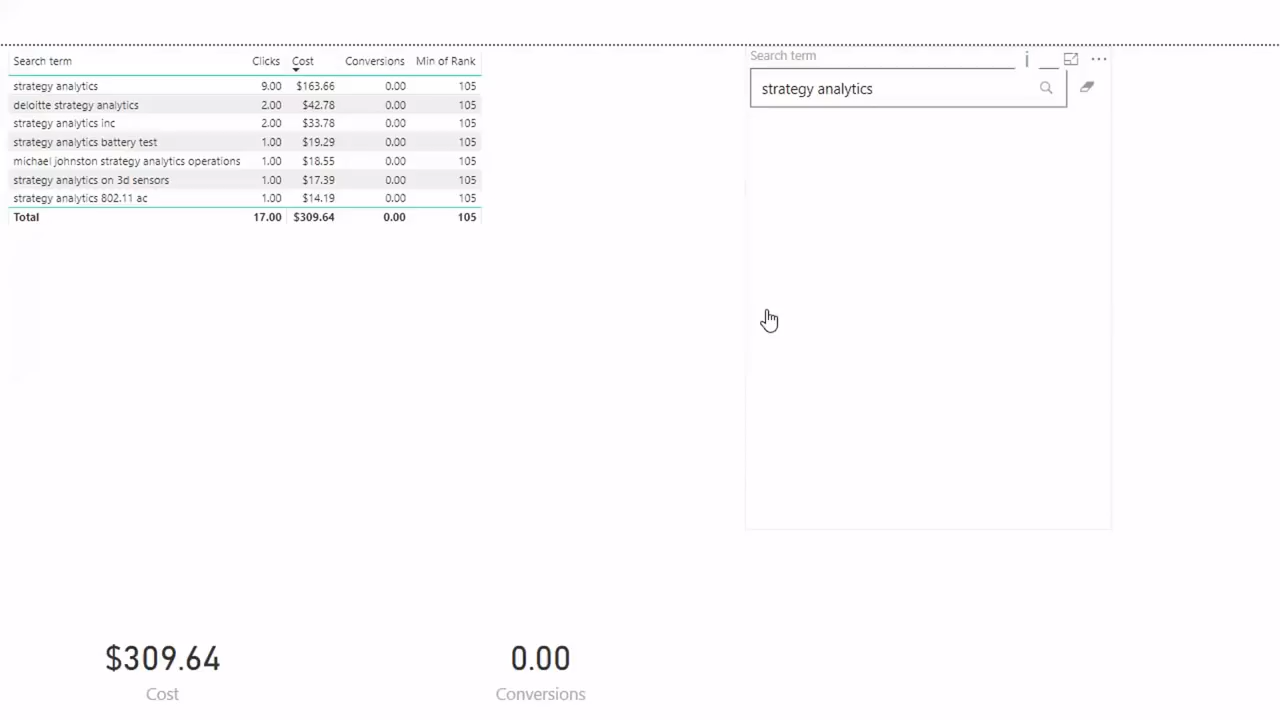 Search term Clicks Cost Conversions Min of Rank
strategy analytics 9.00 $163.66 0.00 105
deloitte strategy analytics 2.00 $42.78 0.00 105
strategy analytics inc 2.00 $33.78 0.00 105
strategy analytics battery test 1.00 $19.29 0.00 105
michael johnston strategy analytics operations 1.00 $18.55 0.00 105
strategy analytics on 3d sensors 1.00 $17.39 0.00 105
strategy analytics 802.11 ac 1.00 $14.19 0.00 105
Total 17.00 $309.64 0.00 105
Search term
strategy analytics
$309.64
Cost
0.00
Conversions